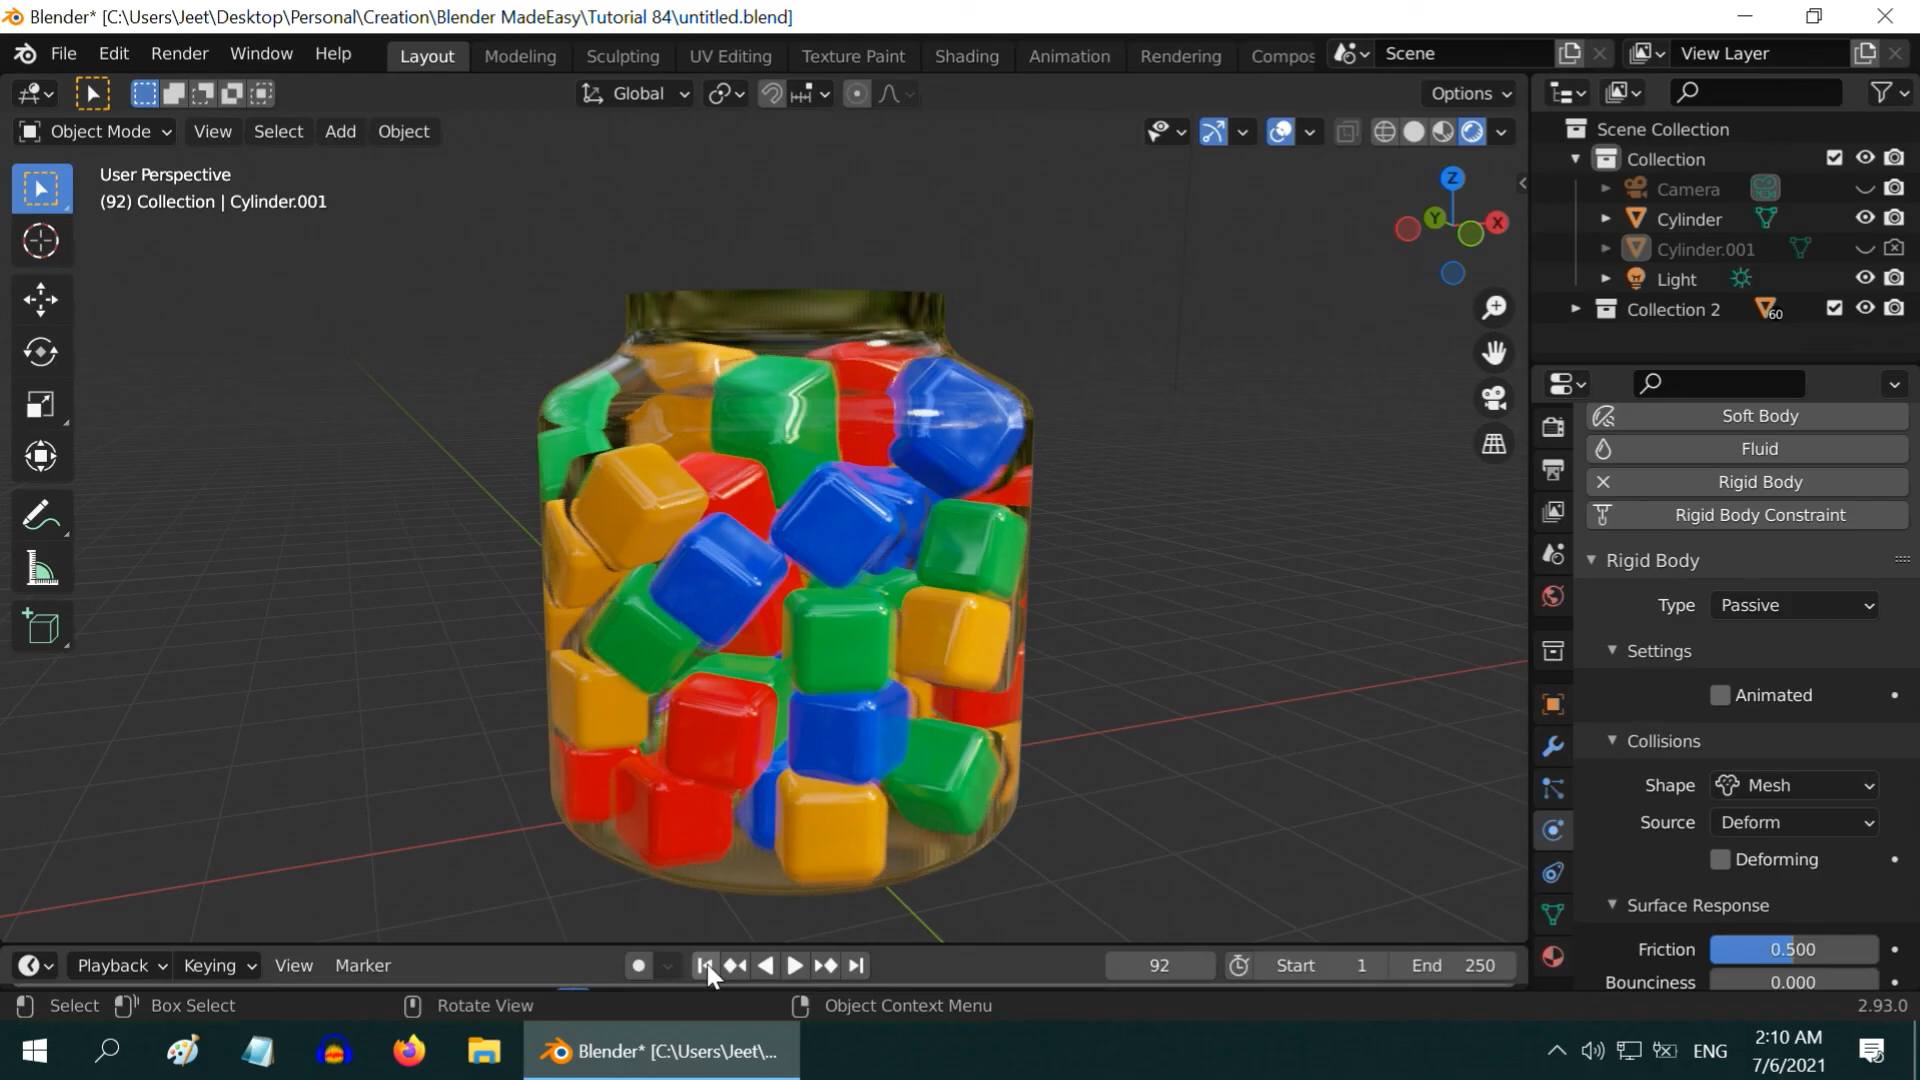 Blender* [C:\Users\Jeet\Desktop\Personal\Creation\Blender MadeEasy\Tutorial 84\untitled.blend]
File Edit Render Window Help Layout Modeling Sculpting UV Editing Texture Paint Shading Animation Rendering Compos Scene View Layer
Global Options
Object Mode View Select Add Object
User Perspective
(92) Collection | Cylinder.001
Z
Y
X
Scene Collection
Collection
Camera
Cylinder
Cylinder.001
Light
Collection 2 60
Soft Body
Fluid
Rigid Body
Rigid Body Constraint
Rigid Body
Type Passive
Settings
Animated
Collisions
Shape Mesh
Source Deform
Deforming
Surface Response
Friction 0.500
Bounciness 0.000
Playback Keying View Marker 92 Start 1 End 250
Select Box Select Rotate View Object Context Menu 2.93.0
Blender* [C:\Users\Jeet\... ENG 2:10 AM
7/6/2021